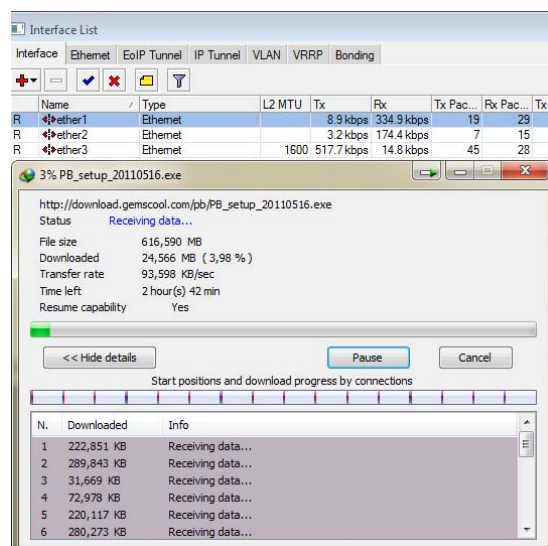 Interface List
Interface Ethernet EoIP Tunnel IP Tunnel VLAN VRRP Bonding
Name / Type L2 MTU Tx Rx Tx Pac... Rx Pac... Tx
R ether1 Ethernet 8.9 kbps 334.9 kbps 19 29
R ether2 Ethernet 3.2 kbps 174.4 kbps 7 15
R ether3 Ethernet 1600 517.7 kbps 14.8 kbps 45 28
3% PB_setup_20110516.exe
http://download.gemscool.com/pb/PB_setup_20110516.exe
Status Receiving data...
File size 616,590 MB
Downloaded 24,566 MB ( 3,98 % )
Transfer rate 93,598 KB/sec
Time left 2 hour(s) 42 min
Resume capability Yes
<< Hide details Pause Cancel
Start positions and download progress by connections
N. Downloaded Info
1 222,851 KB Receiving data...
2 289,843 KB Receiving data...
3 31,669 KB Receiving data...
4 72,978 KB Receiving data...
5 220,117 KB Receiving data...
6 280,273 KB Receiving data...